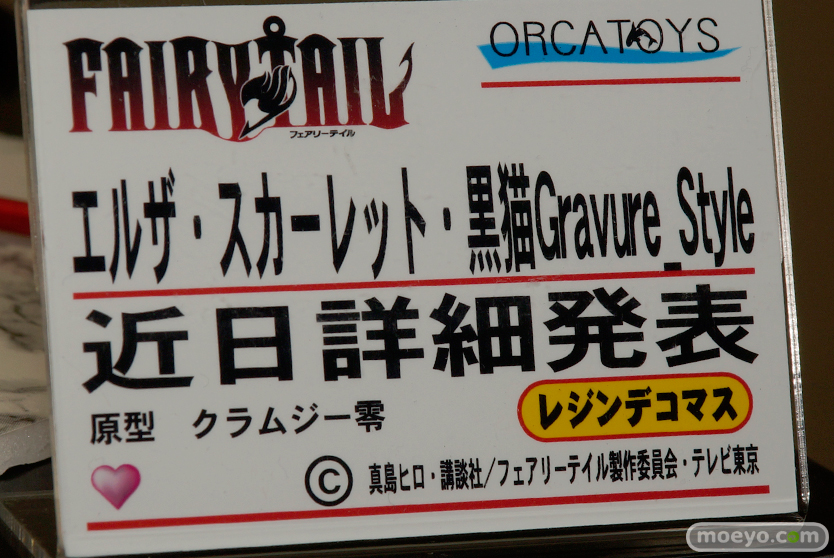 FAIRY TAIL
フェアリーテイル
ORCATOYS
エルザ・スカーレット・黒猫Gravure_Style
近日詳細発表
原型 クラムジー零
レジンデコマス
©真島ヒロ・講談社／フェアリーテイル製作委員会・テレビ東京
moeyo.com